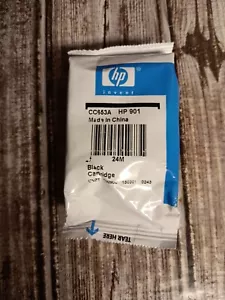 hp
invent
CC653A HP 901
Made in China
24M
Black
Cartridge
TEAR HERE